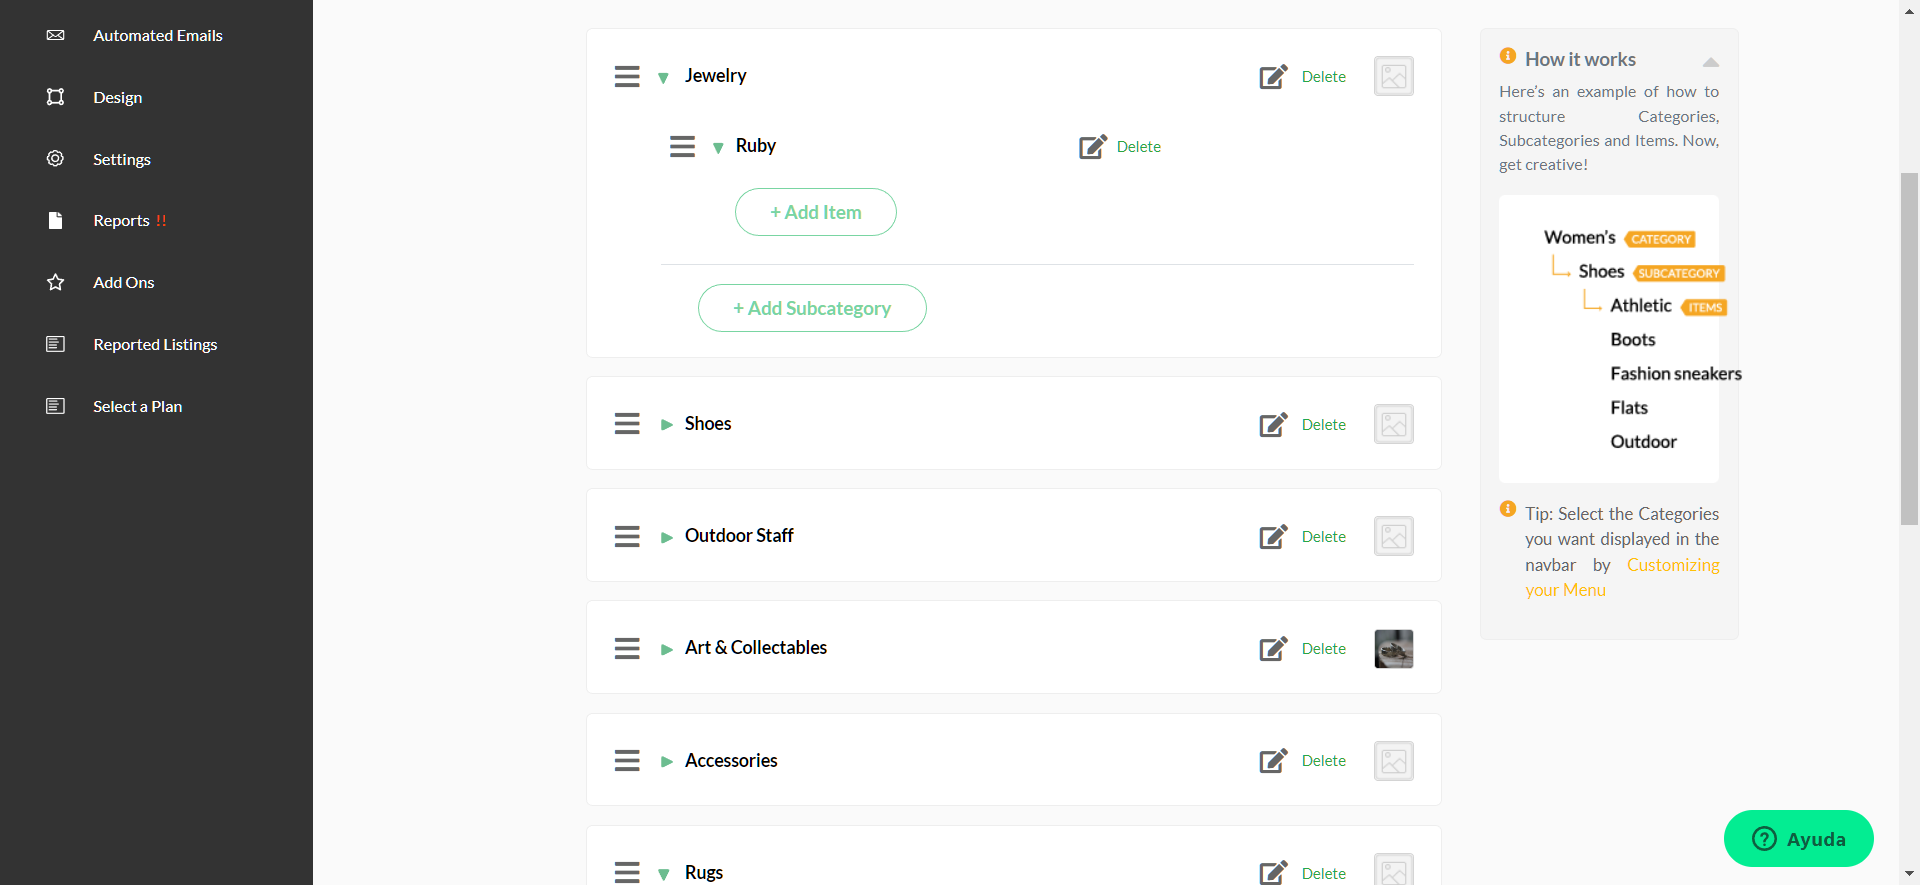 Automated Emails
Design
Settings
Reports !!
Add Ons
Reported Listings
Select a Plan
Jewelry
Delete
Ruby
Delete
+ Add Item
+ Add Subcategory
Shoes
Delete
Outdoor Staff
Delete
Art & Collectables
Delete
Accessories
Delete
Rugs
Delete
How it works
Here’s an example of how to
structure Categories,
Subcategories and Items. Now,
get creative!
Women’s CATEGORY
Shoes SUBCATEGORY
Athletic ITEMS
Boots
Fashion sneakers
Flats
Outdoor
Tip: Select the Categories
you want displayed in the
navbar by Customizing
your Menu
Ayuda